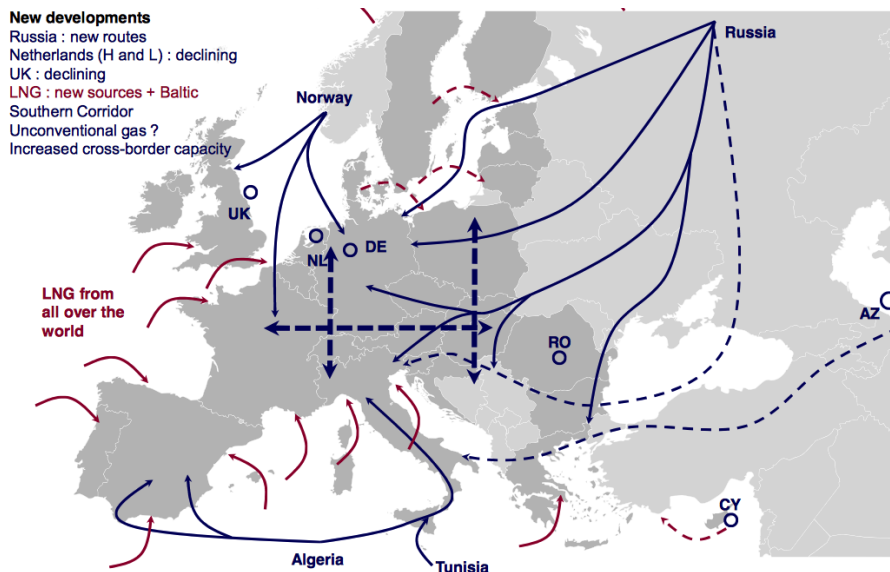 New developments
Russia : new routes
Netherlands (H and L) : declining
UK : declining
LNG : new sources + Baltic
Southern Corridor
Unconventional gas ?
Increased cross-border capacity
Russia
Norway
UK
NL
DE
LNG from
all over the
world
AZ
RO
CY
Algeria
Tunisia